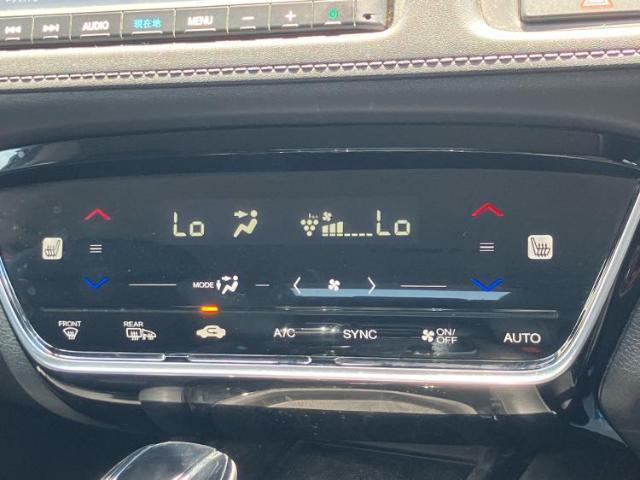 AUDIO 現在地 MENU − +
Lo Lo
MODE
FRONT REAR A/C SYNC ON/OFF AUTO